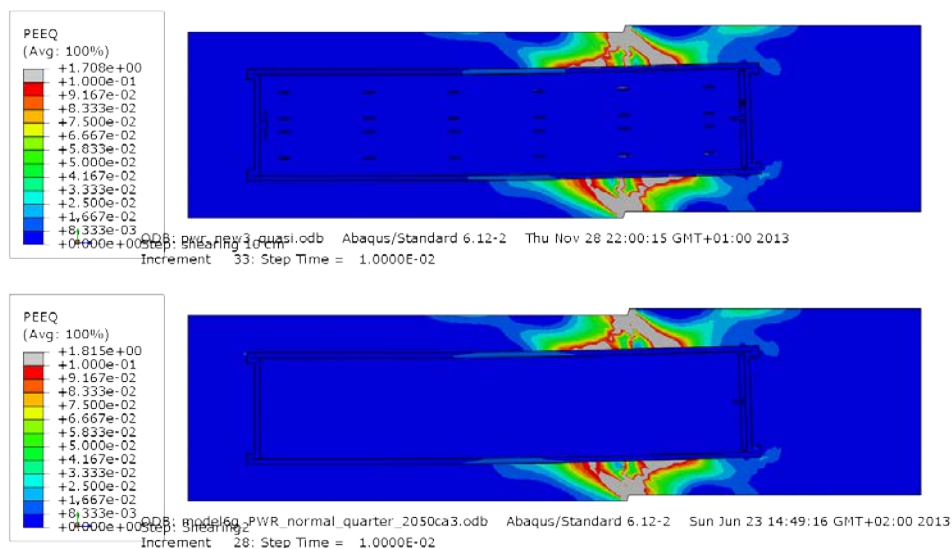 PEEQ
(Avg: 100%)
+1.708e+00
+1.000e-01
+9.167e-02
+8.333e-02
+7.500e-02
+6.667e-02
+5.833e-02
+5.000e-02
+4.167e-02
+3.333e-02
+2.500e-02
+1.667e-02
+8.333e-03
+0.000e+00
ODB: pwr_new3_quasi.odb Abaqus/Standard 6.12-2 Thu Nov 28 22:00:15 GMT+01:00 2013
Step: shearing 10 cm
Increment 33: Step Time = 1.0000E-02
PEEQ
(Avg: 100%)
+1.815e+00
+1.000e-01
+9.167e-02
+8.333e-02
+7.500e-02
+6.667e-02
+5.833e-02
+5.000e-02
+4.167e-02
+3.333e-02
+2.500e-02
+1.667e-02
+8.333e-03
+0.000e+00
ODB: model6g_PWR_normal_quarter_2050ca3.odb Abaqus/Standard 6.12-2 Sun Jun 23 14:49:16 GMT+02:00 2013
Step: Shearing2
Increment 28: Step Time = 1.0000E-02